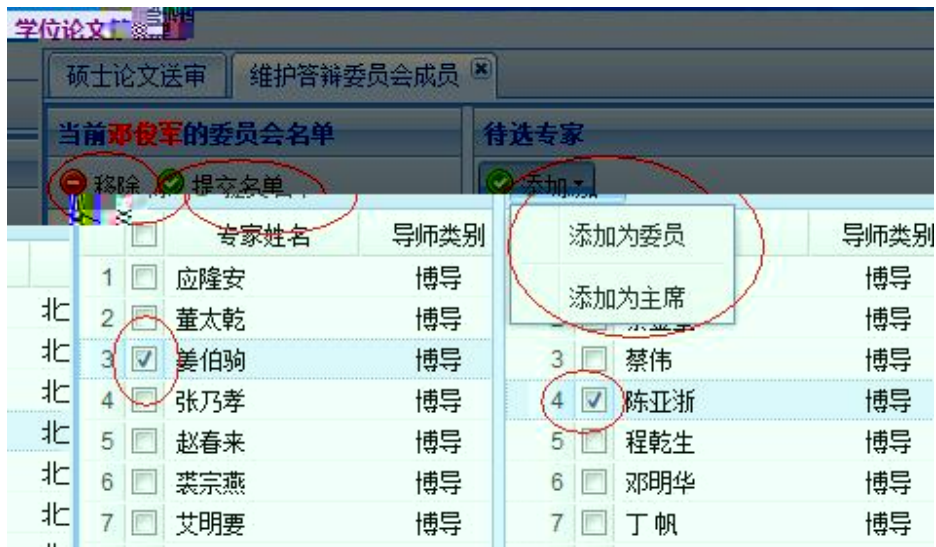 学位论文
硕士论文送审 维护答辩委员会成员
当前邓俊军的委员会名单 待选专家
移除 提交名单 添加
专家姓名 导师类别 添加为委员 导师类别
1 应隆安 博导 添加为主席 博导
北 2 董太乾 博导 博导
北 3 姜伯驹 博导 3 蔡伟 博导
北 4 张乃孝 博导 4 陈亚浙 博导
北 5 赵春来 博导 5 程乾生 博导
北 6 裘宗燕 博导 6 邓明华 博导
北 7 艾明要 博导 7 丁帆 博导